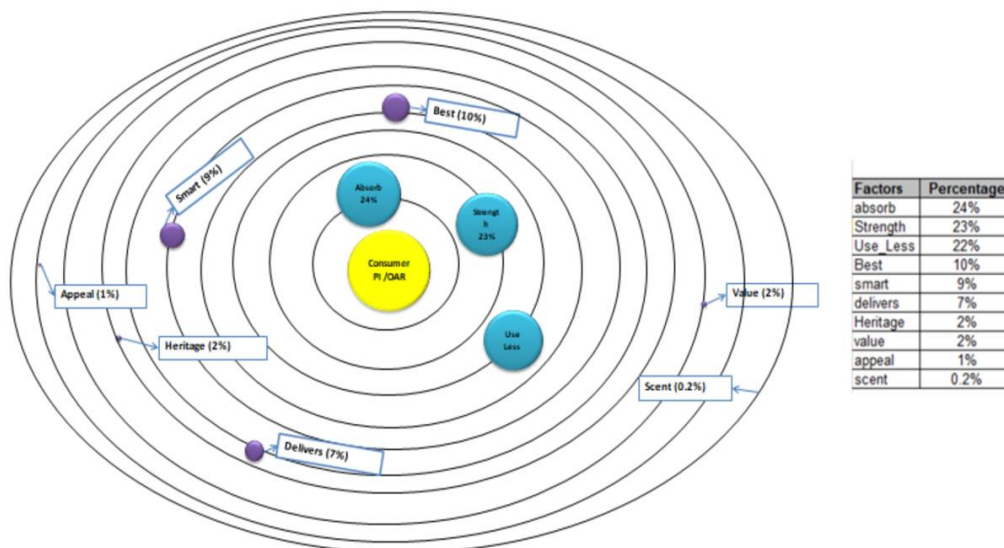 Best (10%)
Smart (9%)
Absorb
24%
Strengt
h
23%
Consumer
PI /OAR
Appeal (1%)
Value (2%)
Heritage (2%)
Use
Less
Scent (0.2%)
Delivers (7%)
Factors Percentage
absorb 24%
Strength 23%
Use_Less 22%
Best 10%
smart 9%
delivers 7%
Heritage 2%
value 2%
appeal 1%
scent 0.2%